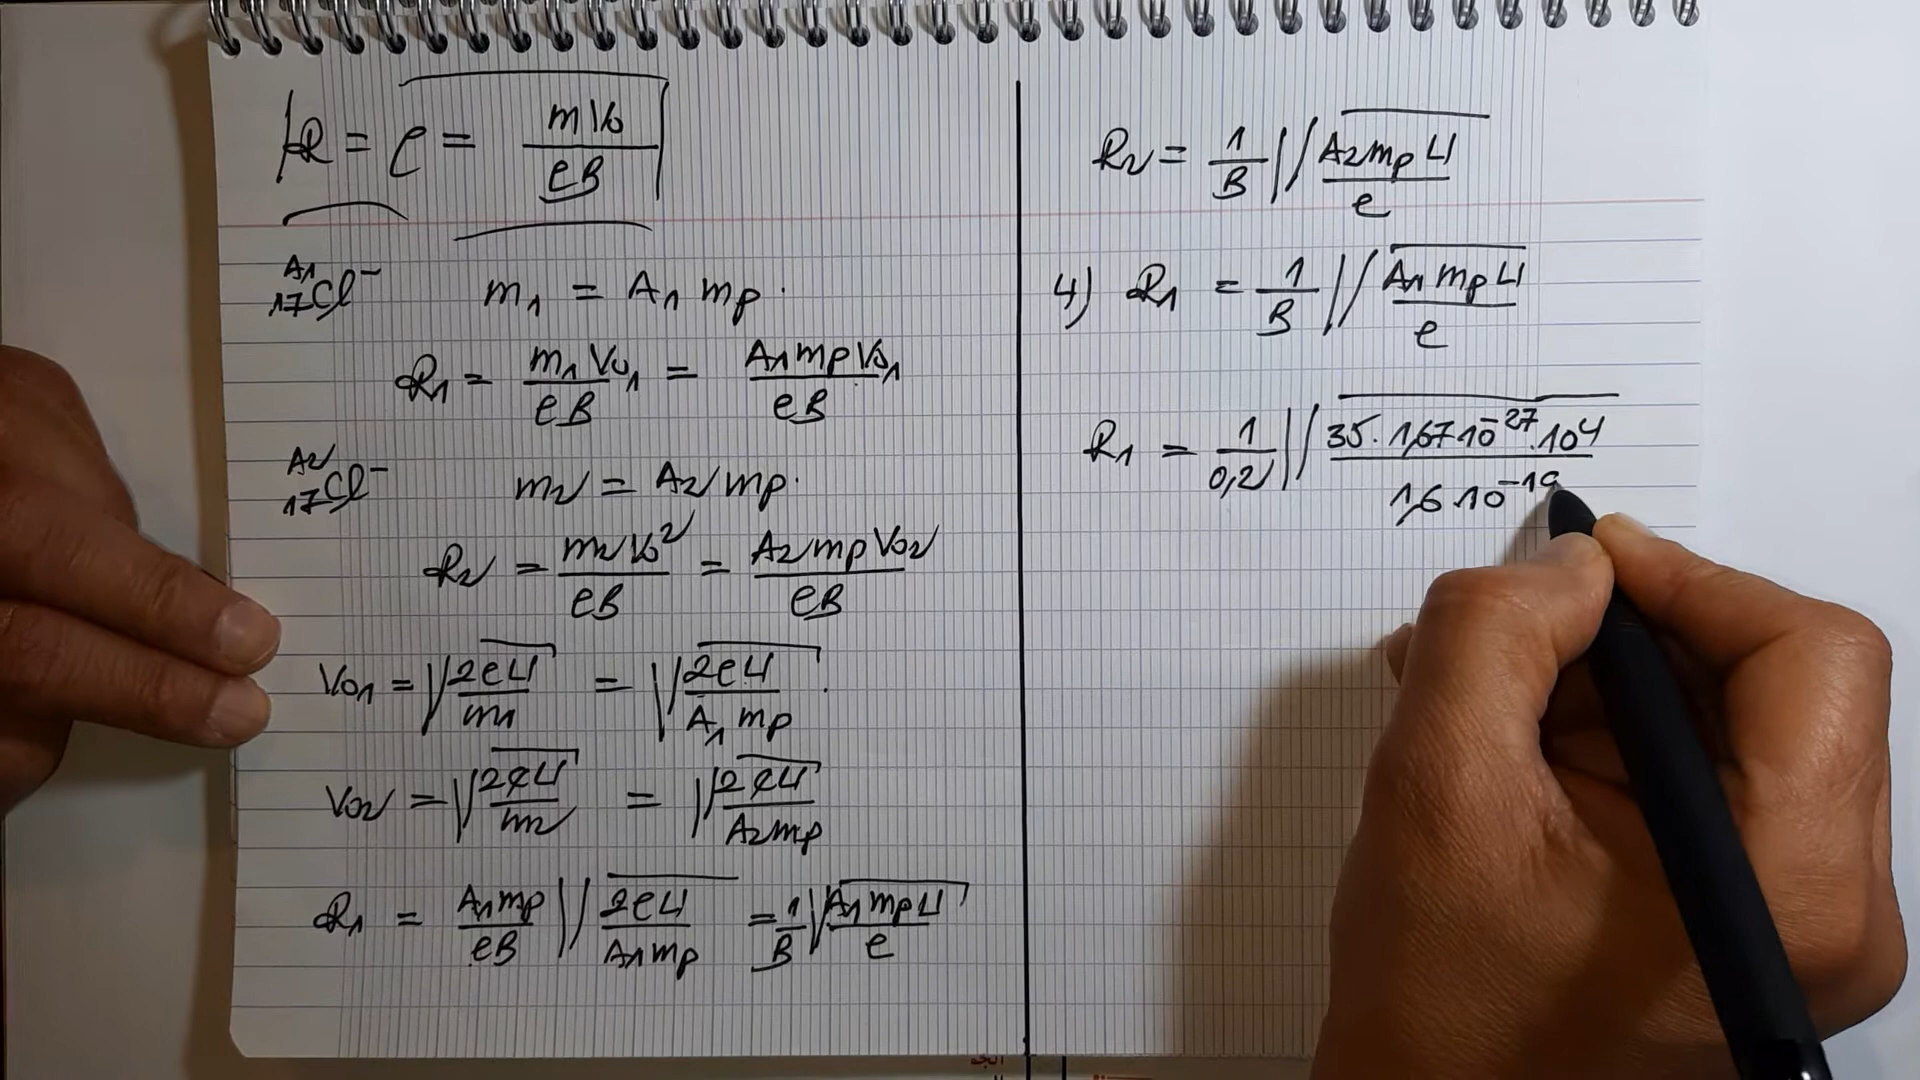 R = ρ = mV₀/eB
A₁ 17Cl⁻ m₁ = A₁ mp.
R₁ = m₁V₀₁/eB = A₁mpV₀₁/eB
A₂ 17Cl⁻ m₂ = A₂ mp.
R₂ = m₂V₀²/eB = A₂mpV₀₂/eB
V₀₁ = √(2eU/m₁) = √(2eU/A₁mp).
V₀₂ = √(2eU/m₂) = √(2eU/A₂mp)
R₁ = A₁mp/eB √(2eU/A₁mp) = 1/B √(A₁mpU/e)
R₂ = 1/B √(A₂mpU/e)
4) R₁ = 1/B √(A₁mpU/e)
R₁ = 1/0,2 √(35.1,67 10⁻²⁷.10⁴/1,6 10⁻¹⁹)